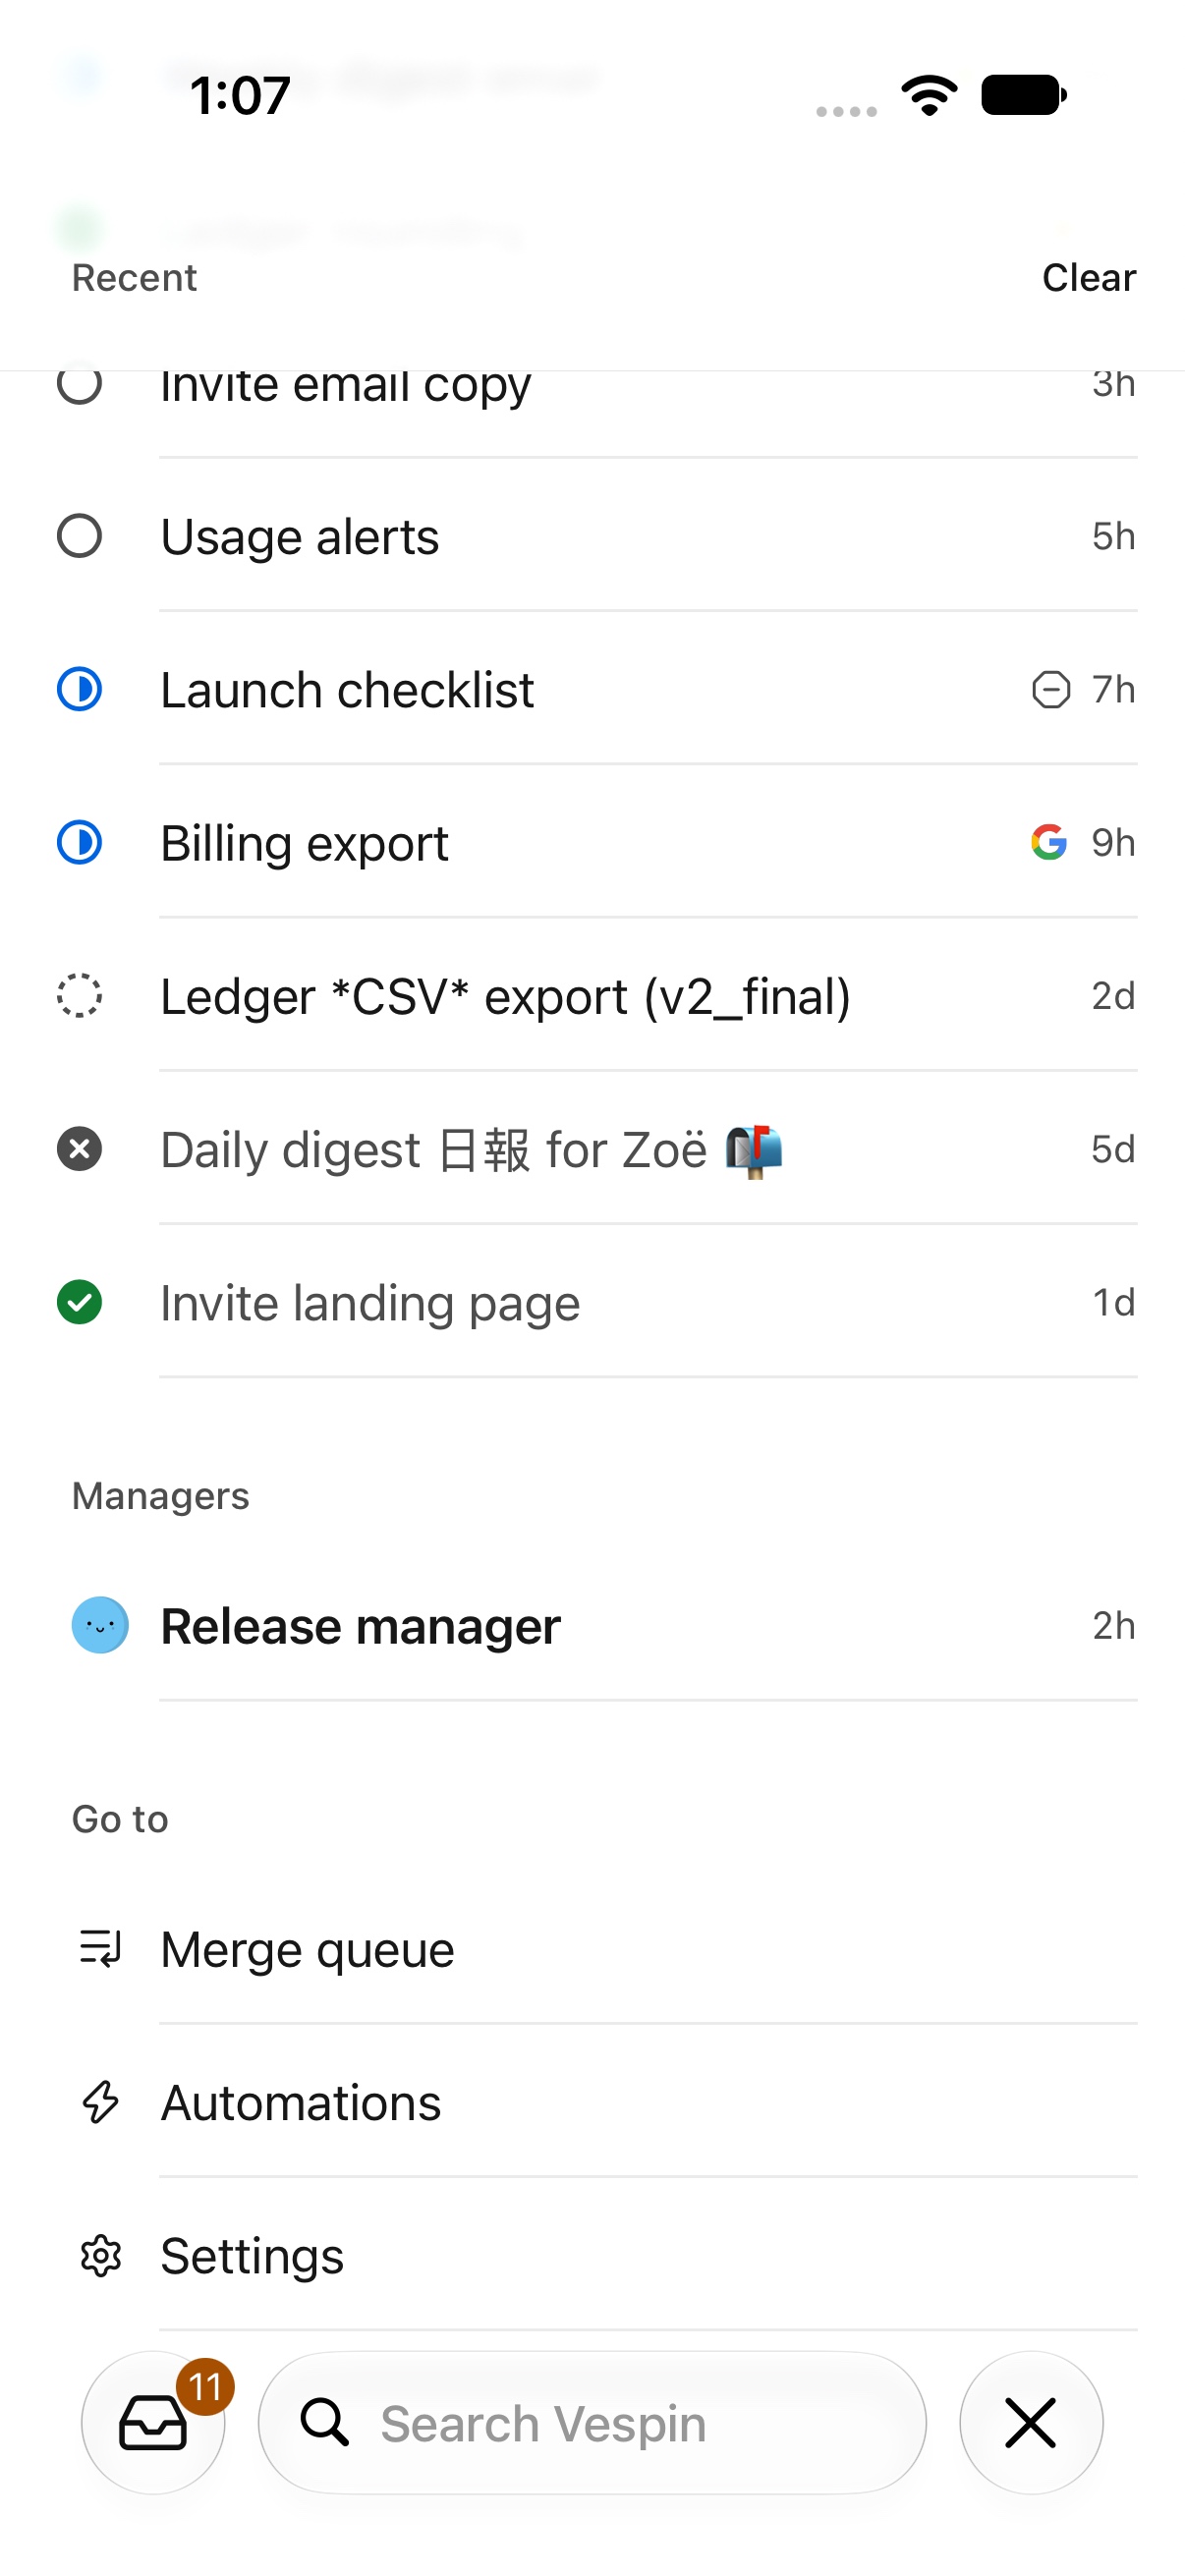 1:07
Recent
Clear
Invite email copy
3h
Usage alerts
5h
Launch checklist
7h
Billing export
9h
Ledger *CSV* export (v2_final)
2d
Daily digest 日報 for Zoë 📬
5d
Invite landing page
1d
Managers
Release manager
2h
Go to
Merge queue
Automations
Settings
11
Search Vespin